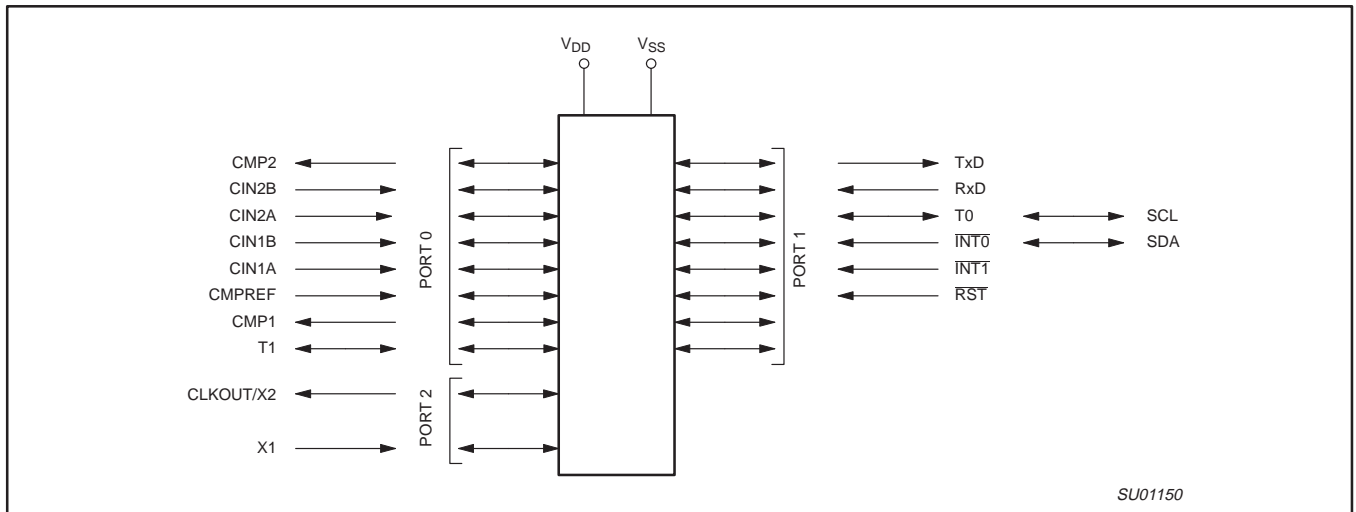 VDD VSS
CMP2
CIN2B
CIN2A
CIN1B
CIN1A
CMPREF
CMP1
T1
PORT 0
CLKOUT/X2
X1
PORT 2
PORT 1
TxD
RxD
T0 SCL
INT0 SDA
INT1
RST
SU01150